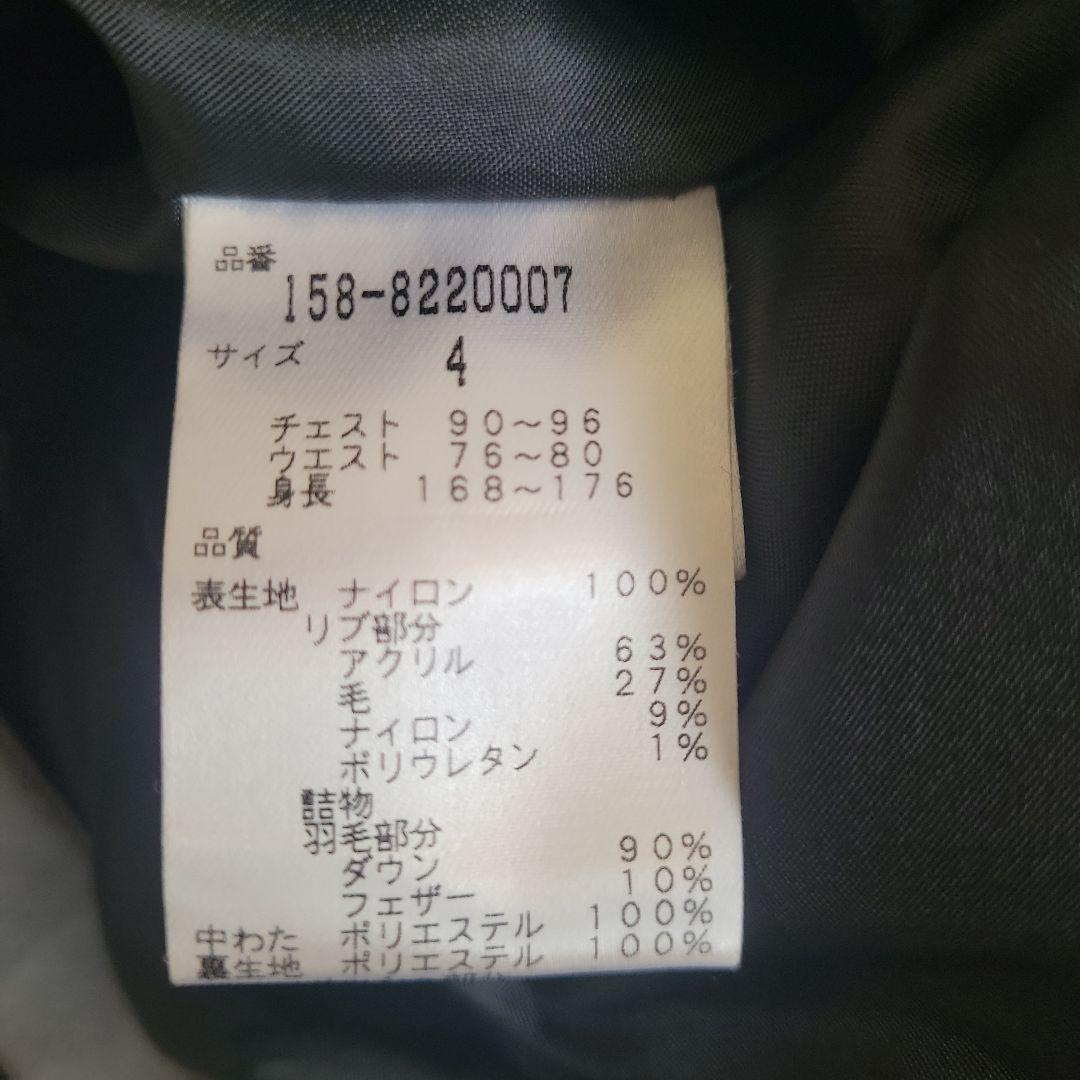 品番
158-8220007
サイズ 4
チェスト 90～96
ウエスト 76～80
身長 168～176
品質
表生地 ナイロン 100%
リブ部分
アクリル 63%
毛 27%
ナイロン 9%
ポリウレタン 1%
詰物
羽毛部分
ダウン 90%
フェザー 10%
中わた ポリエステル 100%
裏生地 ポリエステル 100%